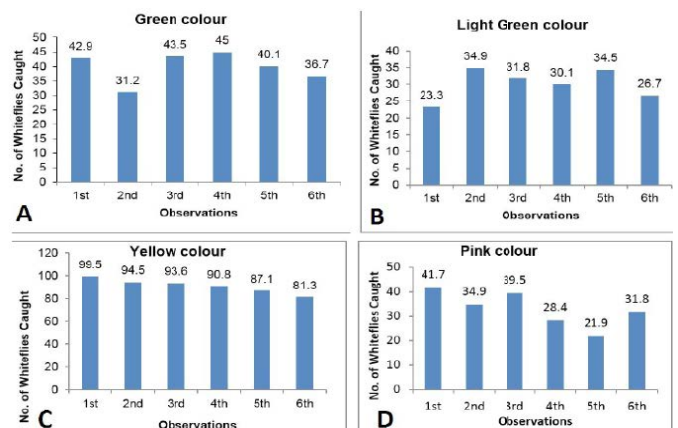 Green colour
No. of Whiteflies Caught
50
45
40
35
30
25
20
15
10
5
0
42.9
31.2
43.5
45
40.1
36.7
1st
2nd
3rd
4th
5th
6th
Observations
A
Light Green colour
No. of Whiteflies Caught
40
35
30
25
20
15
10
5
0
23.3
34.9
31.8
30.1
34.5
26.7
1st
2nd
3rd
4th
5th
6th
Observations
B
Yellow colour
No. of Whiteflies Caught
120
100
80
60
40
20
0
99.5
94.5
93.6
90.8
87.1
81.3
1st
2nd
3rd
4th
5th
6th
Observations
C
Pink colour
No. of Whiteflies Caught
50
40
30
20
10
0
41.7
34.9
39.5
28.4
21.9
31.8
1st
2nd
3rd
4th
5th
6th
Observations
D